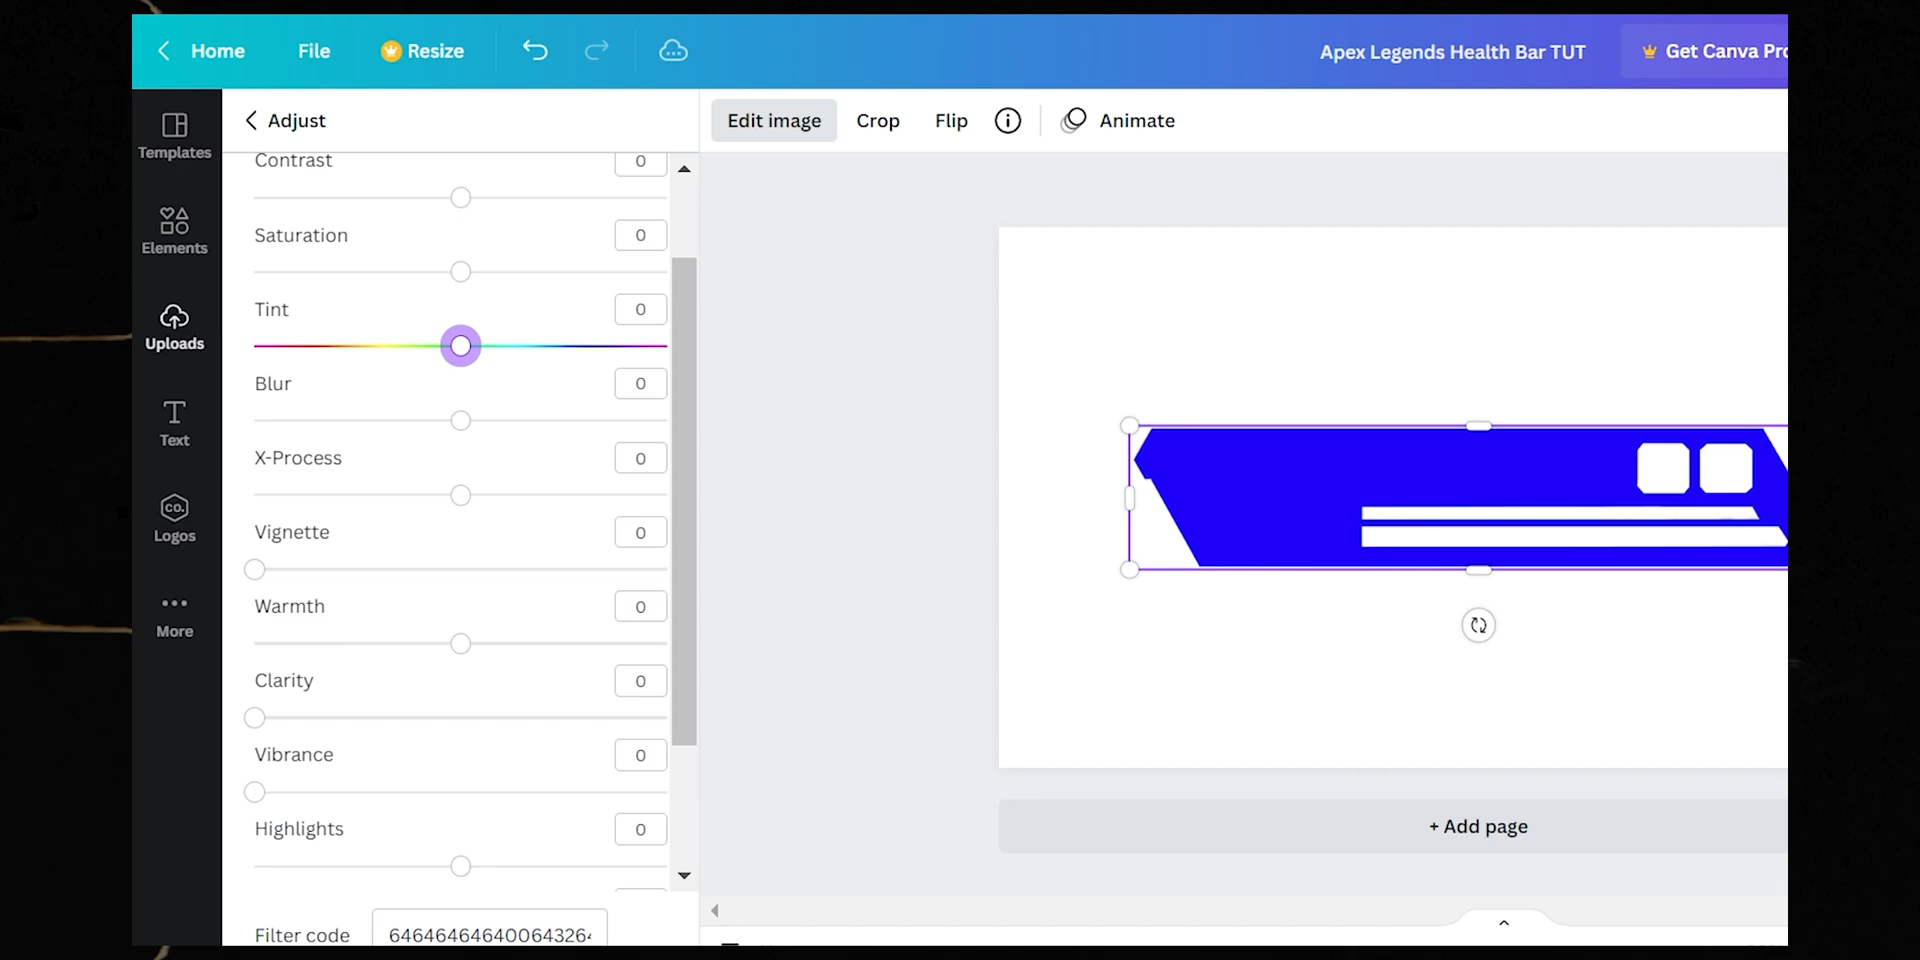 Home File Resize Apex Legends Health Bar TUT
Templates
Elements
Uploads
Text
Logos
co.
More
Adjust
Contrast 0
Saturation 0
Tint 0
Blur 0
X-Process 0
Vignette 0
Warmth 0
Clarity 0
Vibrance 0
Highlights 0
Filter code
Edit image Crop Flip Animate
Get Canva
+ Add page